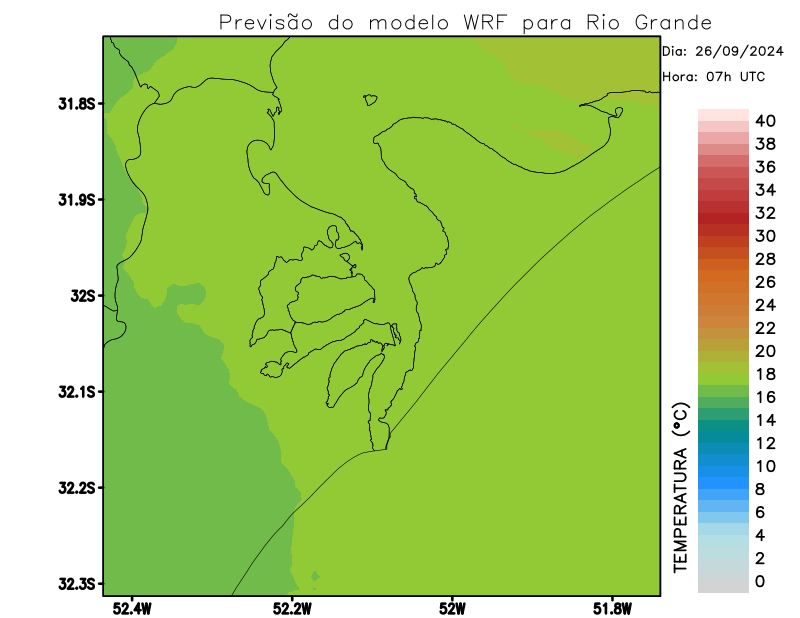 Previsão do modelo WRF para Rio Grande
Dia: 26/09/2024
Hora: 07h UTC
31.8S
31.9S
32S
32.1S
32.2S
32.3S
52.4W
52.2W
52W
51.8W
TEMPERATURA (°C)
40
38
36
34
32
30
28
26
24
22
20
18
16
14
12
10
8
6
4
2
0